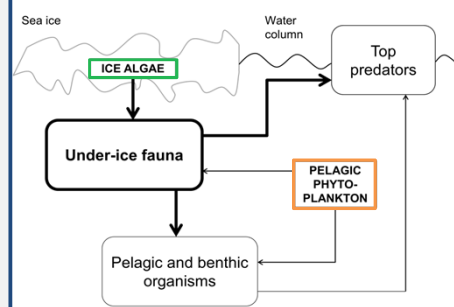 Sea ice
Water
column
Top
predators
ICE ALGAE
Under-ice fauna
PELAGIC
PHYTO-
PLANKTON
Pelagic and benthic
organisms